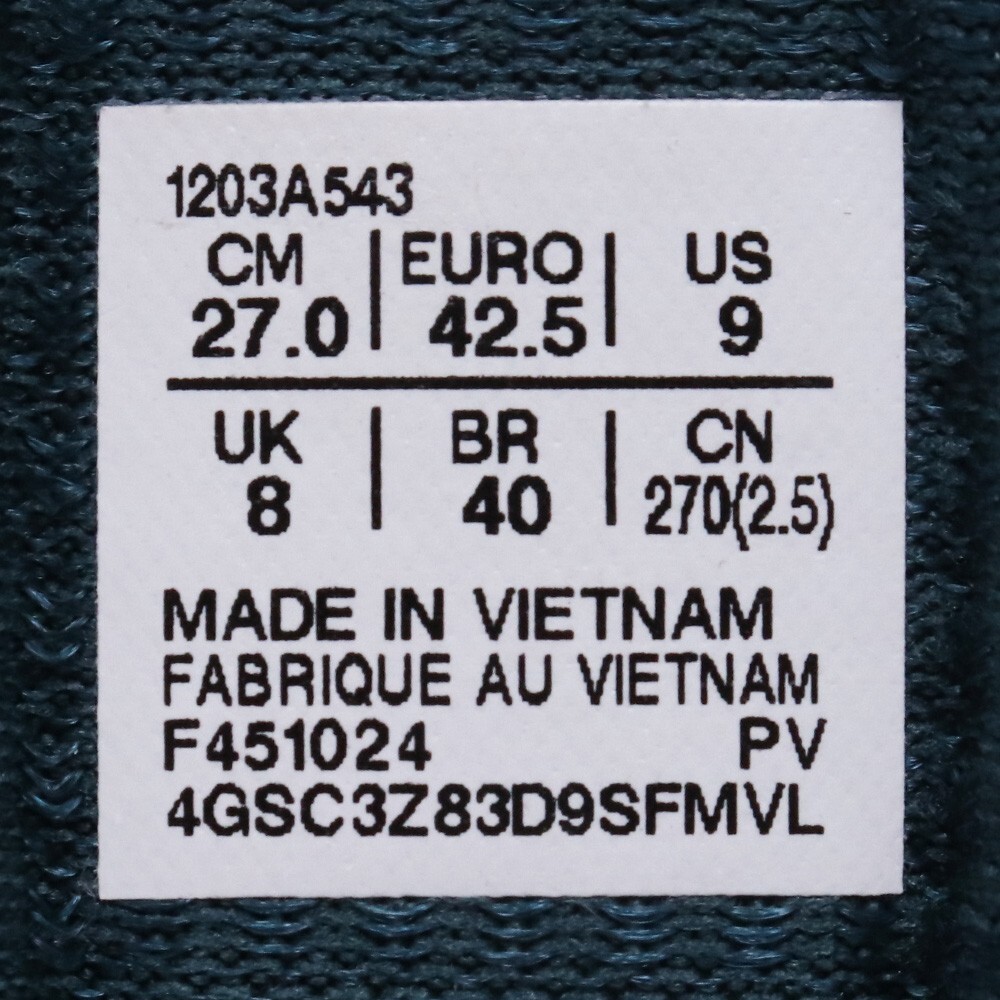 1203A543
CM | EURO | US
27.0 | 42.5 | 9
UK | BR | CN
8 | 40 | 270(2.5)
MADE IN VIETNAM
FABRIQUE AU VIETNAM
F451024 PV
4GSC3Z83D9SFMVL